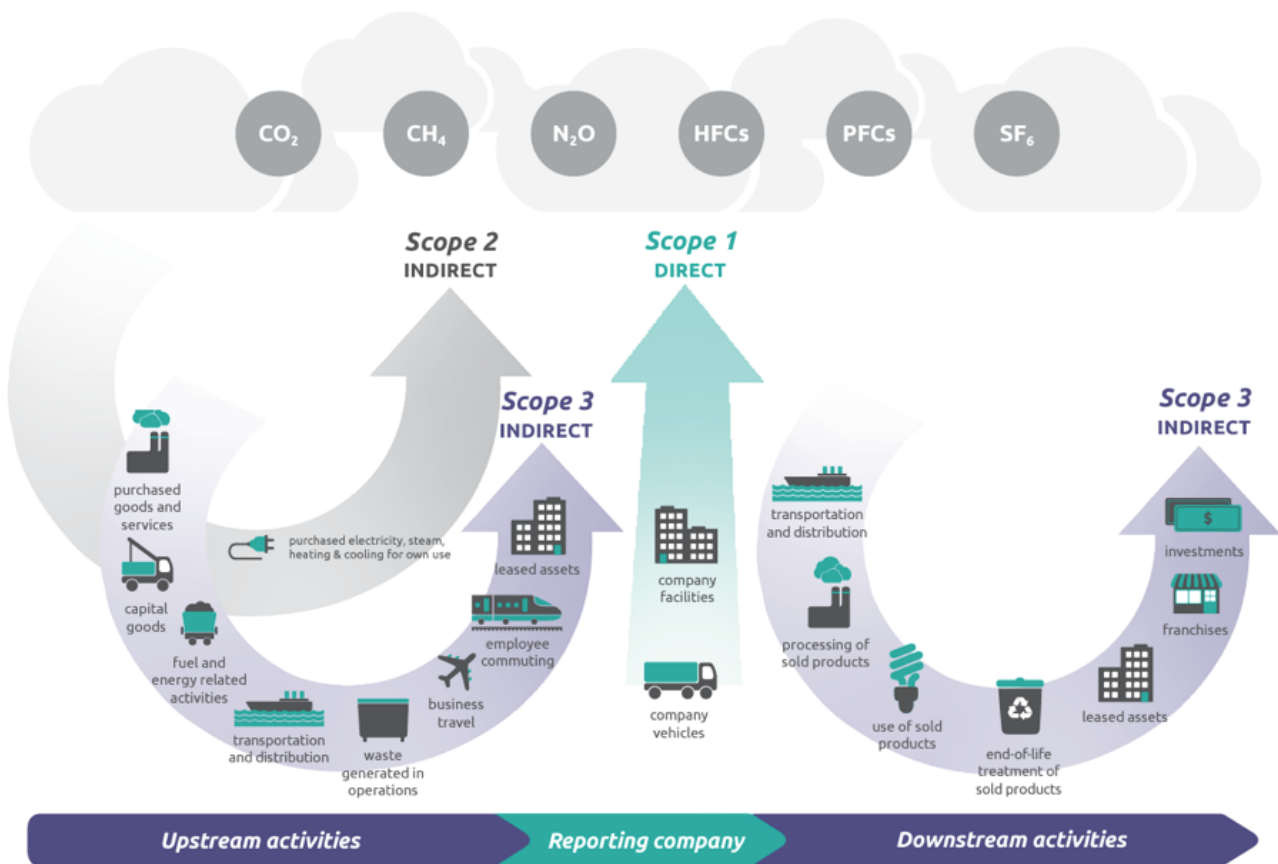 CO₂
CH₄
N₂O
HFCs
PFCs
SF₆
Scope 2
INDIRECT
Scope 1
DIRECT
Scope 3
INDIRECT
Scope 3
INDIRECT
purchased
goods and
services
capital
goods
fuel and
energy related
activities
transportation
and distribution
waste
generated in
operations
business
travel
employee
commuting
leased assets
purchased electricity, steam,
heating & cooling for own use
company
facilities
company
vehicles
transportation
and distribution
processing of
sold products
use of sold
products
end-of-life
treatment of
sold products
leased assets
franchises
$
investments
Upstream activities
Reporting company
Downstream activities